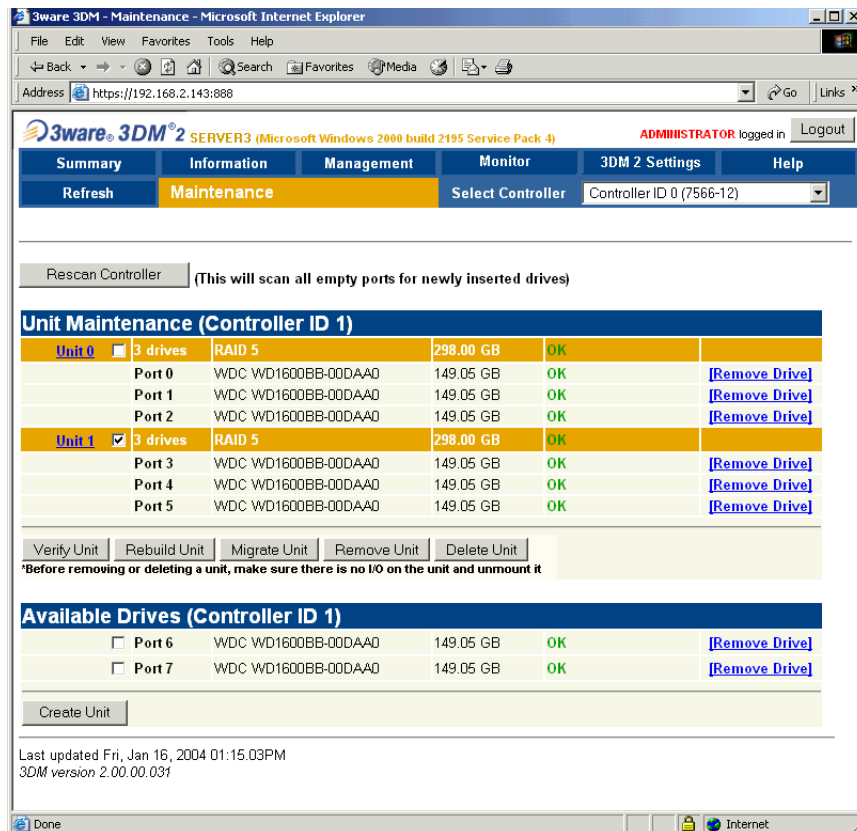 3ware 3DM - Maintenance - Microsoft Internet Explorer
File Edit View Favorites Tools Help
Back Search Favorites Media
Address https://192.168.2.143:888 Go Links »
3ware® 3DM®2 SERVER3 (Microsoft Windows 2000 build 2195 Service Pack 4) ADMINISTRATOR logged in Logout
Summary Information Management Monitor 3DM 2 Settings Help
Refresh Maintenance Select Controller Controller ID 0 (7566-12)
Rescan Controller (This will scan all empty ports for newly inserted drives)
Unit Maintenance (Controller ID 1)
Unit 0 3 drives RAID 5 298.00 GB OK
Port 0 WDC WD1600BB-00DAA0 149.05 GB OK [Remove Drive]
Port 1 WDC WD1600BB-00DAA0 149.05 GB OK [Remove Drive]
Port 2 WDC WD1600BB-00DAA0 149.05 GB OK [Remove Drive]
Unit 1 3 drives RAID 5 298.00 GB OK
Port 3 WDC WD1600BB-00DAA0 149.05 GB OK [Remove Drive]
Port 4 WDC WD1600BB-00DAA0 149.05 GB OK [Remove Drive]
Port 5 WDC WD1600BB-00DAA0 149.05 GB OK [Remove Drive]
Verify Unit Rebuild Unit Migrate Unit Remove Unit Delete Unit
*Before removing or deleting a unit, make sure there is no I/O on the unit and unmount it
Available Drives (Controller ID 1)
Port 6 WDC WD1600BB-00DAA0 149.05 GB OK [Remove Drive]
Port 7 WDC WD1600BB-00DAA0 149.05 GB OK [Remove Drive]
Create Unit
Last updated Fri, Jan 16, 2004 01:15.03PM
3DM version 2.00.00.031
Done Internet